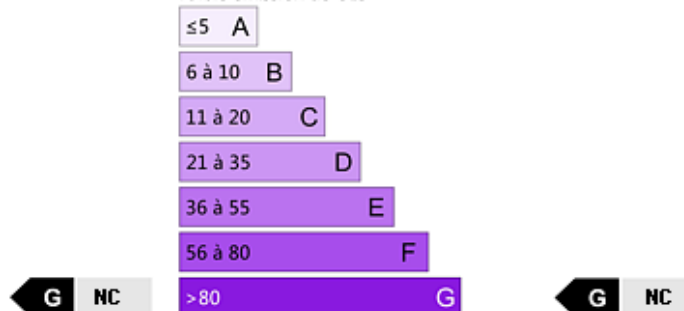 ≤5 A
6 à 10 B
11 à 20 C
21 à 35 D
36 à 55 E
56 à 80 F
G NC >80 G G NC